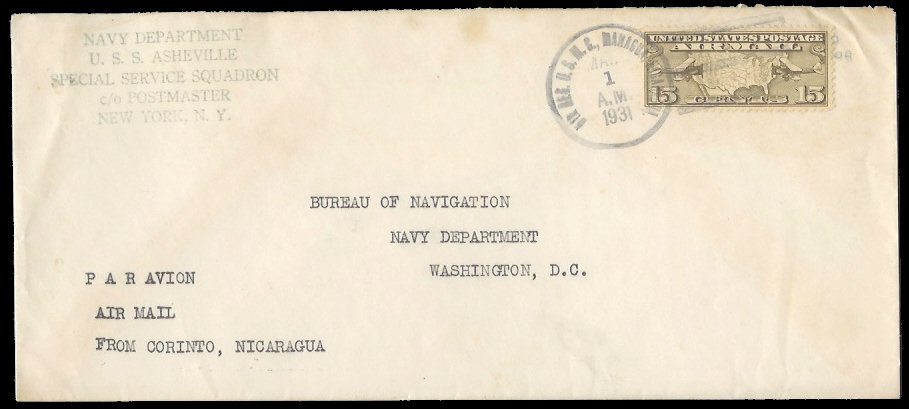 NAVY DEPARTMENT
U. S. S. ASHEVILLE
SPECIAL SERVICE SQUADRON
c/o POSTMASTER
NEW YORK, N. Y.
U.S.M.C.,
1
A.M.
1931
UNITED STATES POSTAGE
AIR MAIL
15 CENTS 15
BUREAU OF NAVIGATION
NAVY DEPARTMENT
WASHINGTON, D.C.
P A R AVION
AIR MAIL
FROM CORINTO, NICARAGUA